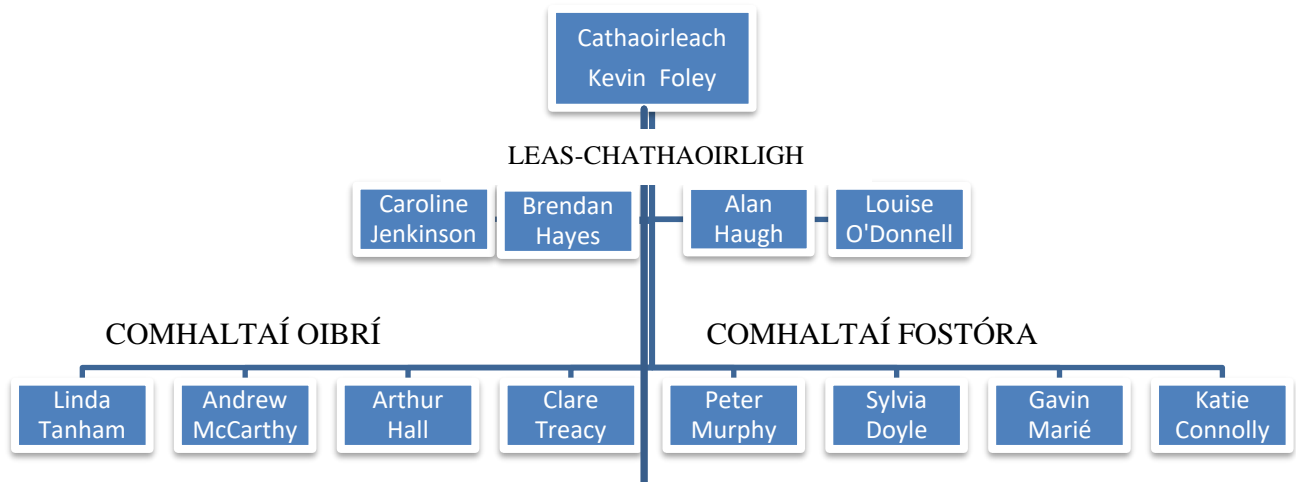 Cathaoirleach
Kevin Foley
LEAS-CHATHAOIRLIGH
Caroline
Jenkinson
Brendan
Hayes
Alan
Haugh
Louise
O'Donnell
COMHALTAÍ OIBRÍ
COMHALTAÍ FOSTÓRA
Linda
Tanham
Andrew
McCarthy
Arthur
Hall
Clare
Treacy
Peter
Murphy
Sylvia
Doyle
Gavin
Marié
Katie
Connolly